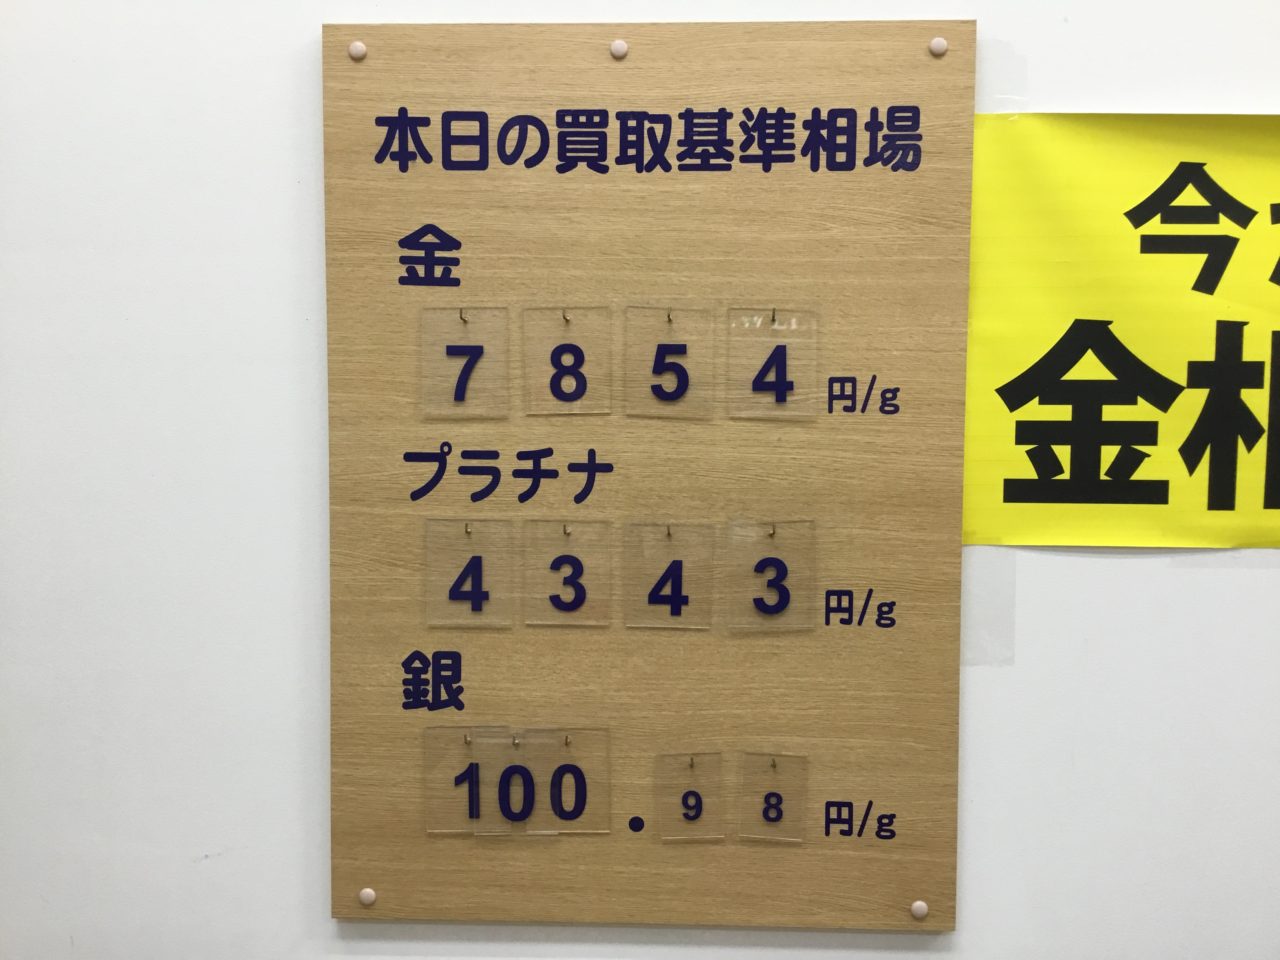 本日の買取基準相場
金
7854円/g
プラチナ
4343円/g
銀
100.98円/g
今
金相